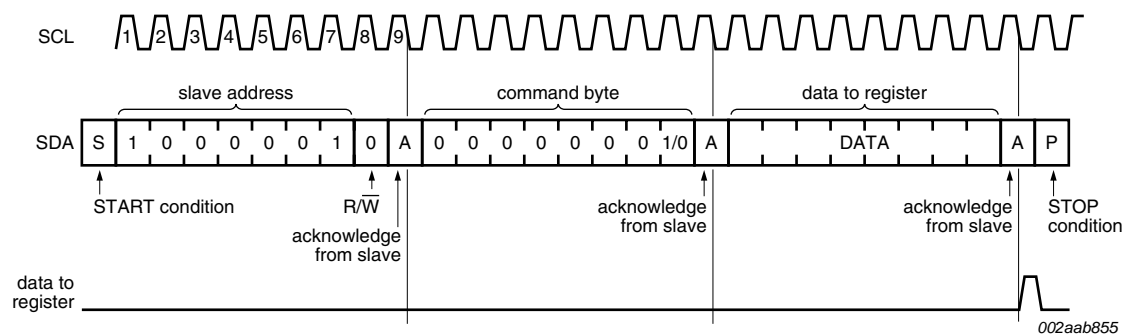 SCL 1 2 3 4 5 6 7 8 9
slave address command byte data to register
SDA S 1 0 0 0 0 0 1 0 A 0 0 0 0 0 0 0 1/0 A DATA A P
START condition R/W̅ acknowledge from slave acknowledge from slave acknowledge from slave STOP condition
data to register
002aab855